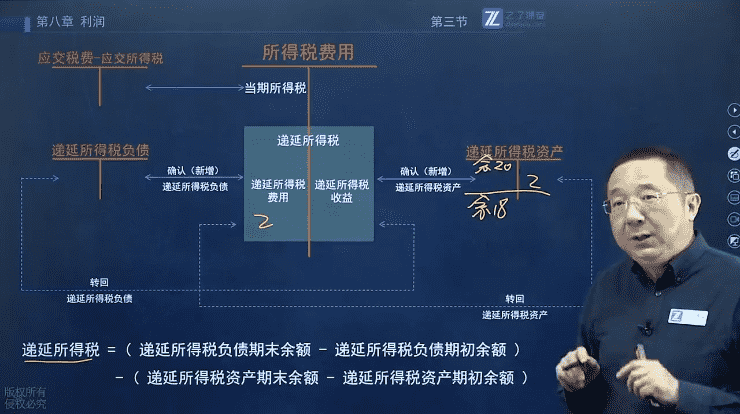 第八章 利润
第三节
之了课堂
应交税费-应交所得税
所得税费用
当期所得税
递延所得税负债
递延所得税
递延所得税资产
确认（新增）
递延所得税负债
递延所得税
费用
递延所得税
收益
确认（新增）
递延所得税资产
余20
2
余18
2
转回
递延所得税负债
转回
递延所得税资产
递延所得税 =（ 递延所得税负债期末余额 - 递延所得税负债期初余额 ）
-（ 递延所得税资产期末余额 - 递延所得税资产期初余额 ）
版权所有
侵权必究